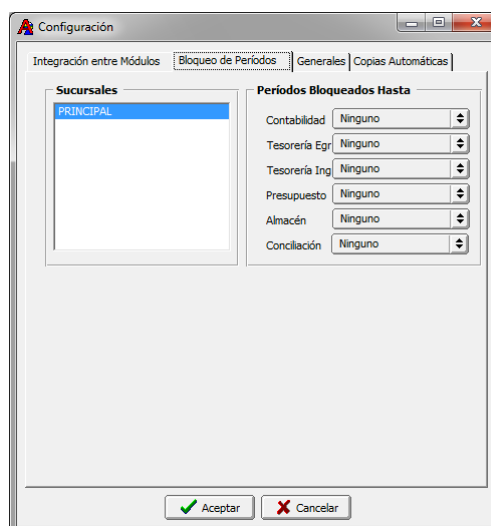 Configuración
Integración entre Módulos Bloqueo de Períodos Generales Copias Automáticas
Sucursales
PRINCIPAL
Períodos Bloqueados Hasta
Contabilidad Ninguno
Tesorería Egr Ninguno
Tesorería Ing Ninguno
Presupuesto Ninguno
Almacén Ninguno
Conciliación Ninguno
Aceptar Cancelar